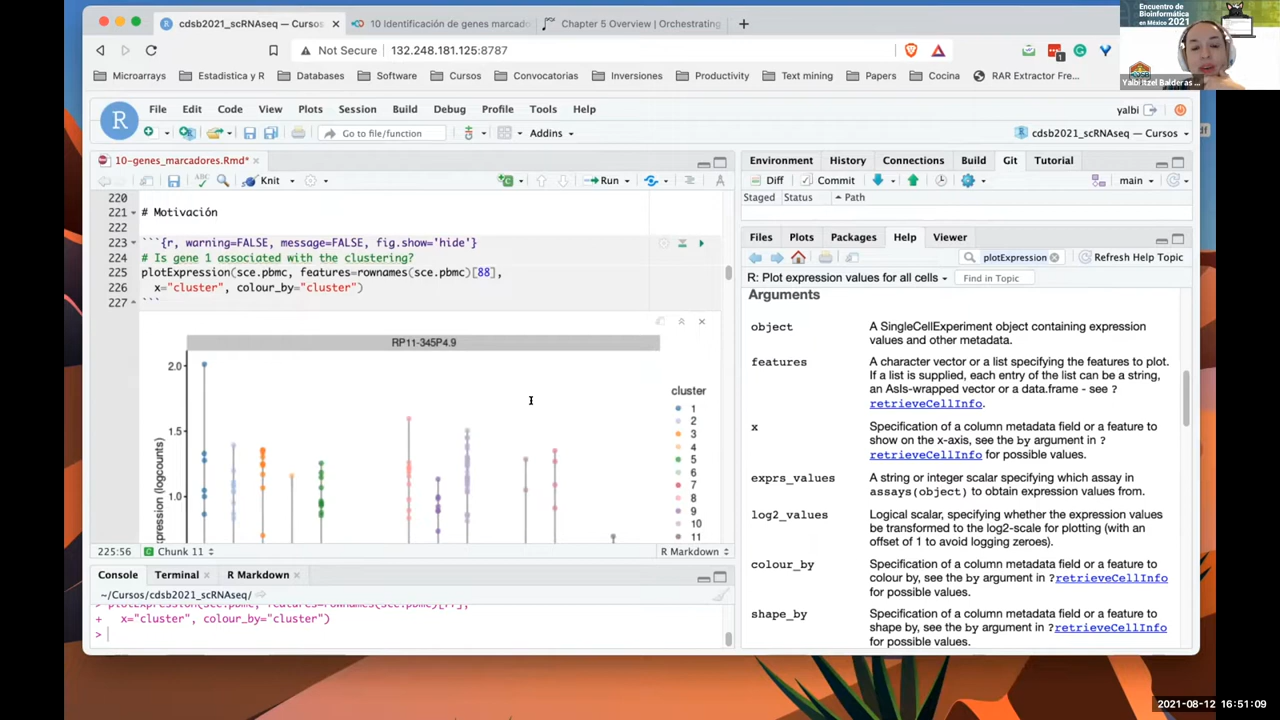 cdsb2021_scRNAseq — Cursos
10 Identificación de genes marcado
Chapter 5 Overview | Orchestrating
Encuentro de
Bioinformática
en México
2021
Not Secure
132.248.181.125:8787
1
Yalbi Itzel Balderas ...
Microarrays
Estadistica y R
Databases
Software
Cursos
Convocatorias
Inversiones
Productivity
Text mining
Papers
Cocina
RAR Extractor Fre...
R
File Edit Code View Plots Session Build Debug Profile Tools Help
yalbi
Go to file/function
Addins
cdsb2021_scRNAseq — Cursos
10-genes_marcadores.Rmd*
Knit
Run
220
221 # Motivación
222
223 ```{r, warning=FALSE, message=FALSE, fig.show='hide'}
224 # Is gene 1 associated with the clustering?
225 plotExpression(sce.pbmc, features=rownames(sce.pbmc)[88],
226 x="cluster", colour_by="cluster")
227 ```
RP11-345P4.9
2.0
1.5
1.0
xpression (logcounts)
cluster
1
2
3
4
5
6
7
8
9
10
11
225:56
Chunk 11
R Markdown
Console
Terminal
R Markdown
~/Cursos/cdsb2021_scRNAseq/
+ x="cluster", colour_by="cluster")
>
Environment History Connections Build Git Tutorial
Diff
Commit
main
Staged Status Path
Files Plots Packages Help Viewer
plotExpression
Refresh Help Topic
R: Plot expression values for all cells
Find in Topic
Arguments
object A SingleCellExperiment object containing expression
values and other metadata.
features A character vector or a list specifying the features to plot.
If a list is supplied, each entry of the list can be a string,
an AsIs-wrapped vector or a data.frame - see ?
retrieveCellInfo.
x Specification of a column metadata field or a feature to
show on the x-axis, see the by argument in ?
retrieveCellInfo for possible values.
exprs_values A string or integer scalar specifying which assay in
assays(object) to obtain expression values from.
log2_values Logical scalar, specifying whether the expression values
be transformed to the log2-scale for plotting (with an
offset of 1 to avoid logging zeroes).
colour_by Specification of a column metadata field or a feature to
colour by, see the by argument in ?retrieveCellInfo
for possible values.
shape_by Specification of a column metadata field or a feature to
shape by, see the by argument in ?retrieveCellInfo
for possible values.
2021-08-12 16:51:09